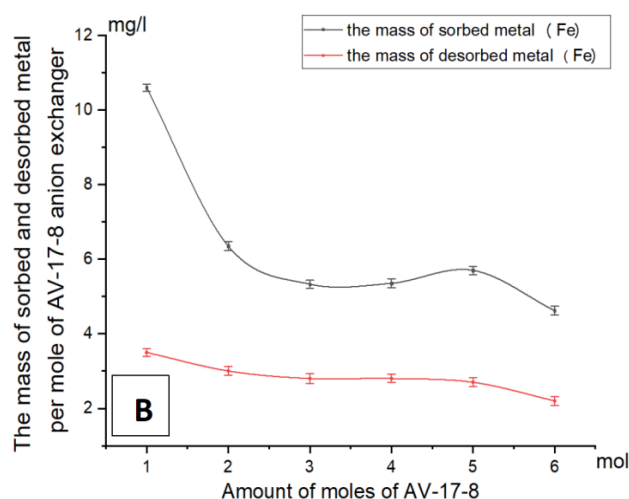 mg/l
the mass of sorbed metal ( Fe)
the mass of desorbed metal ( Fe)
The mass of sorbed and desorbed metal
per mole of AV-17-8 anion exchanger
12
10
8
6
4
2
B
1 2 3 4 5 6
mol
Amount of moles of AV-17-8